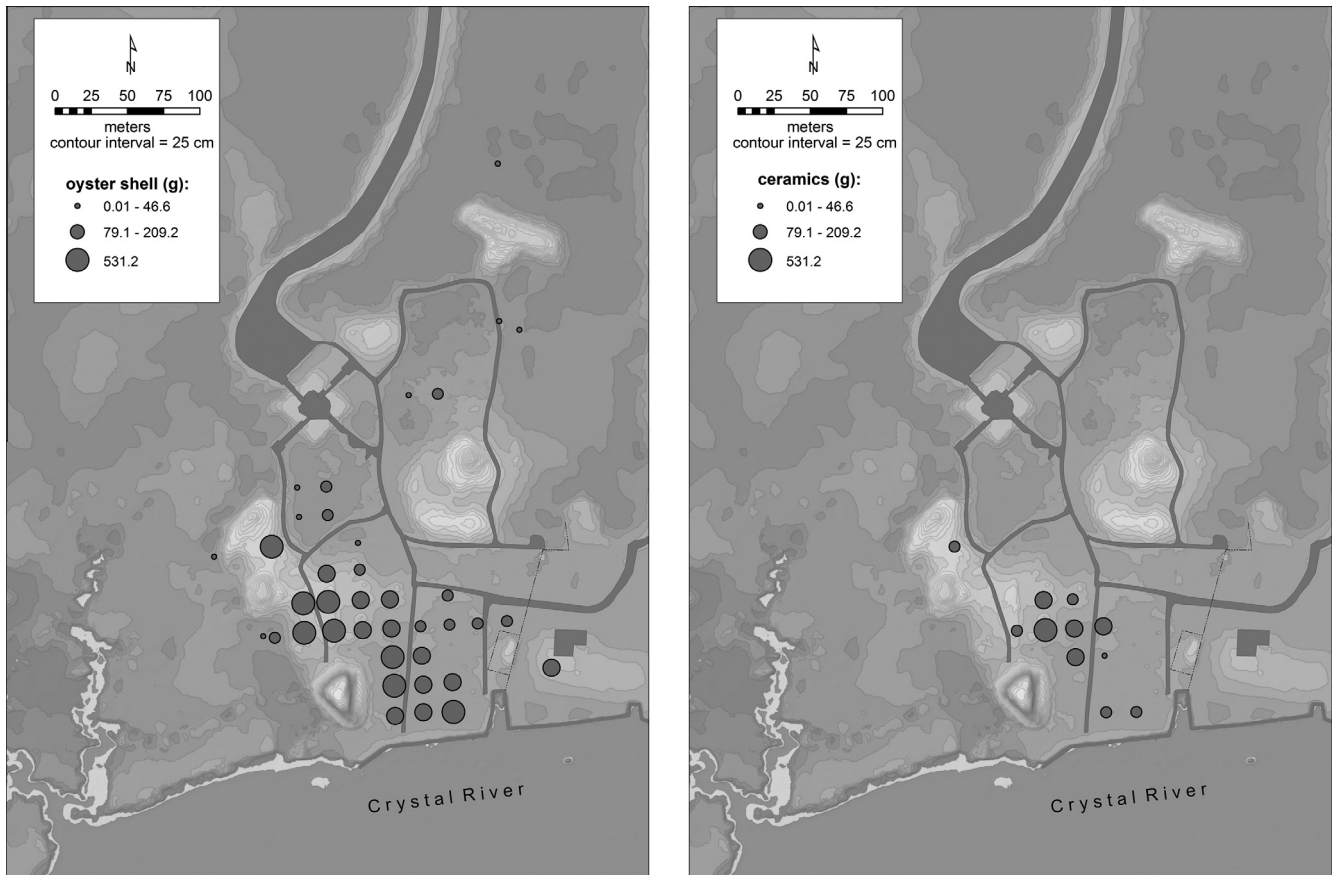 N
0 25 50 75 100
meters
contour interval = 25 cm
oyster shell (g):
0.01 - 46.6
79.1 - 209.2
531.2
Crystal River
N
0 25 50 75 100
meters
contour interval = 25 cm
ceramics (g):
0.01 - 46.6
79.1 - 209.2
531.2
Crystal River